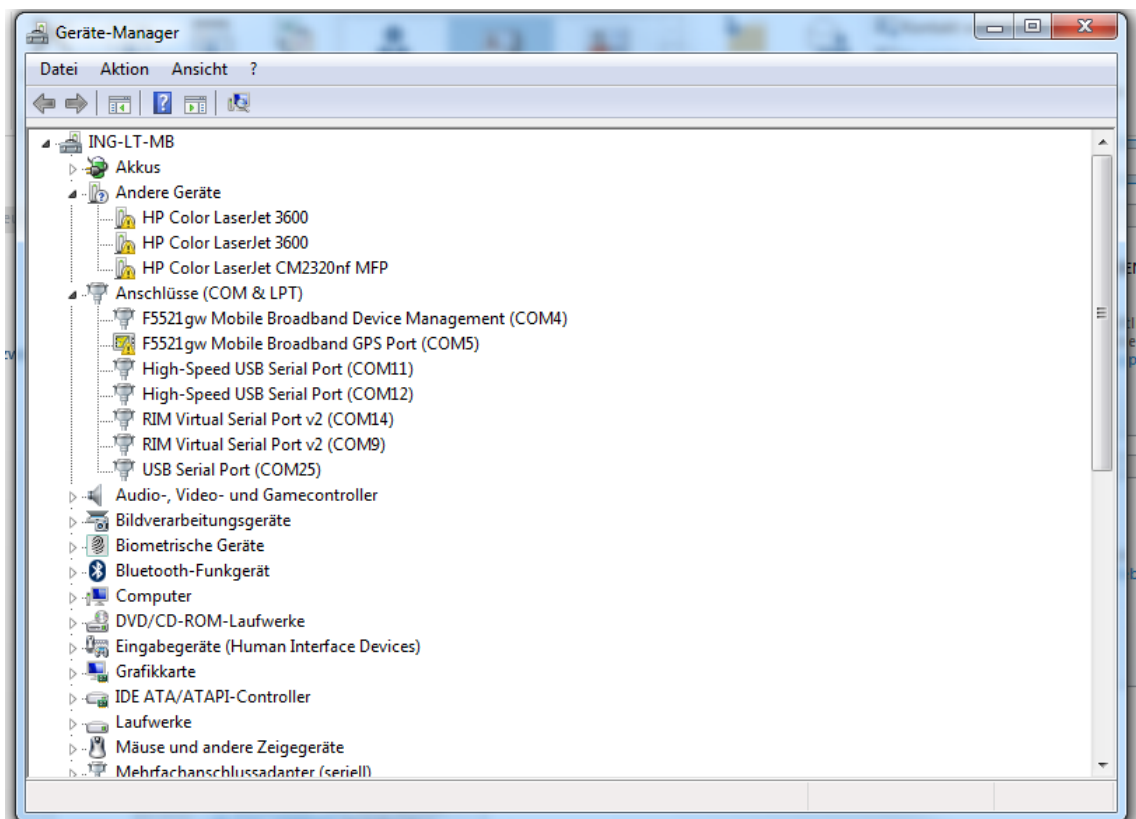 Geräte-Manager
Datei Aktion Ansicht ?
ING-LT-MB
Akkus
Andere Geräte
HP Color LaserJet 3600
HP Color LaserJet 3600
HP Color LaserJet CM2320nf MFP
Anschlüsse (COM & LPT)
F5521gw Mobile Broadband Device Management (COM4)
F5521gw Mobile Broadband GPS Port (COM5)
High-Speed USB Serial Port (COM11)
High-Speed USB Serial Port (COM12)
RIM Virtual Serial Port v2 (COM14)
RIM Virtual Serial Port v2 (COM9)
USB Serial Port (COM25)
Audio-, Video- und Gamecontroller
Bildverarbeitungsgeräte
Biometrische Geräte
Bluetooth-Funkgerät
Computer
DVD/CD-ROM-Laufwerke
Eingabegeräte (Human Interface Devices)
Grafikkarte
IDE ATA/ATAPI-Controller
Laufwerke
Mäuse und andere Zeigegeräte
Mehrfachanschlussadapter (seriell)